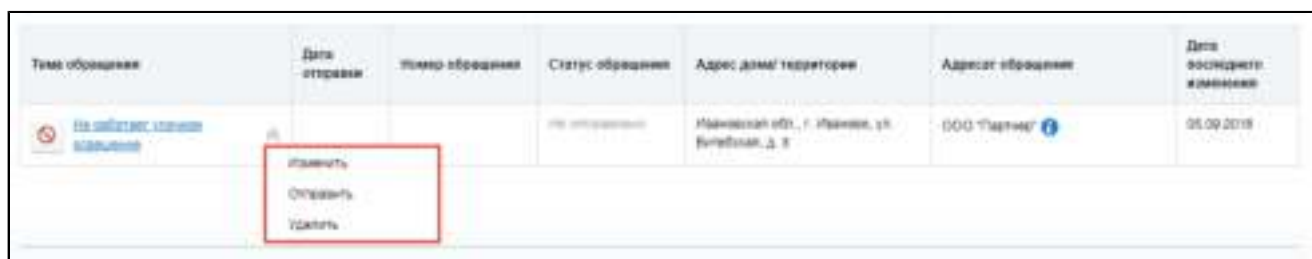 Тема обращения
Дата
отправки
Номер обращения
Статус обращения
Адрес дома/ территории
Адресат обращения
Дата
последнего
изменения
Не работает уличное
освещение
Не отправлено
Ивановская обл., г. Иваново, ул.
Витебская, д. 8
ООО "Партнер"
05.09.2018
Изменить
Отправить
Удалить